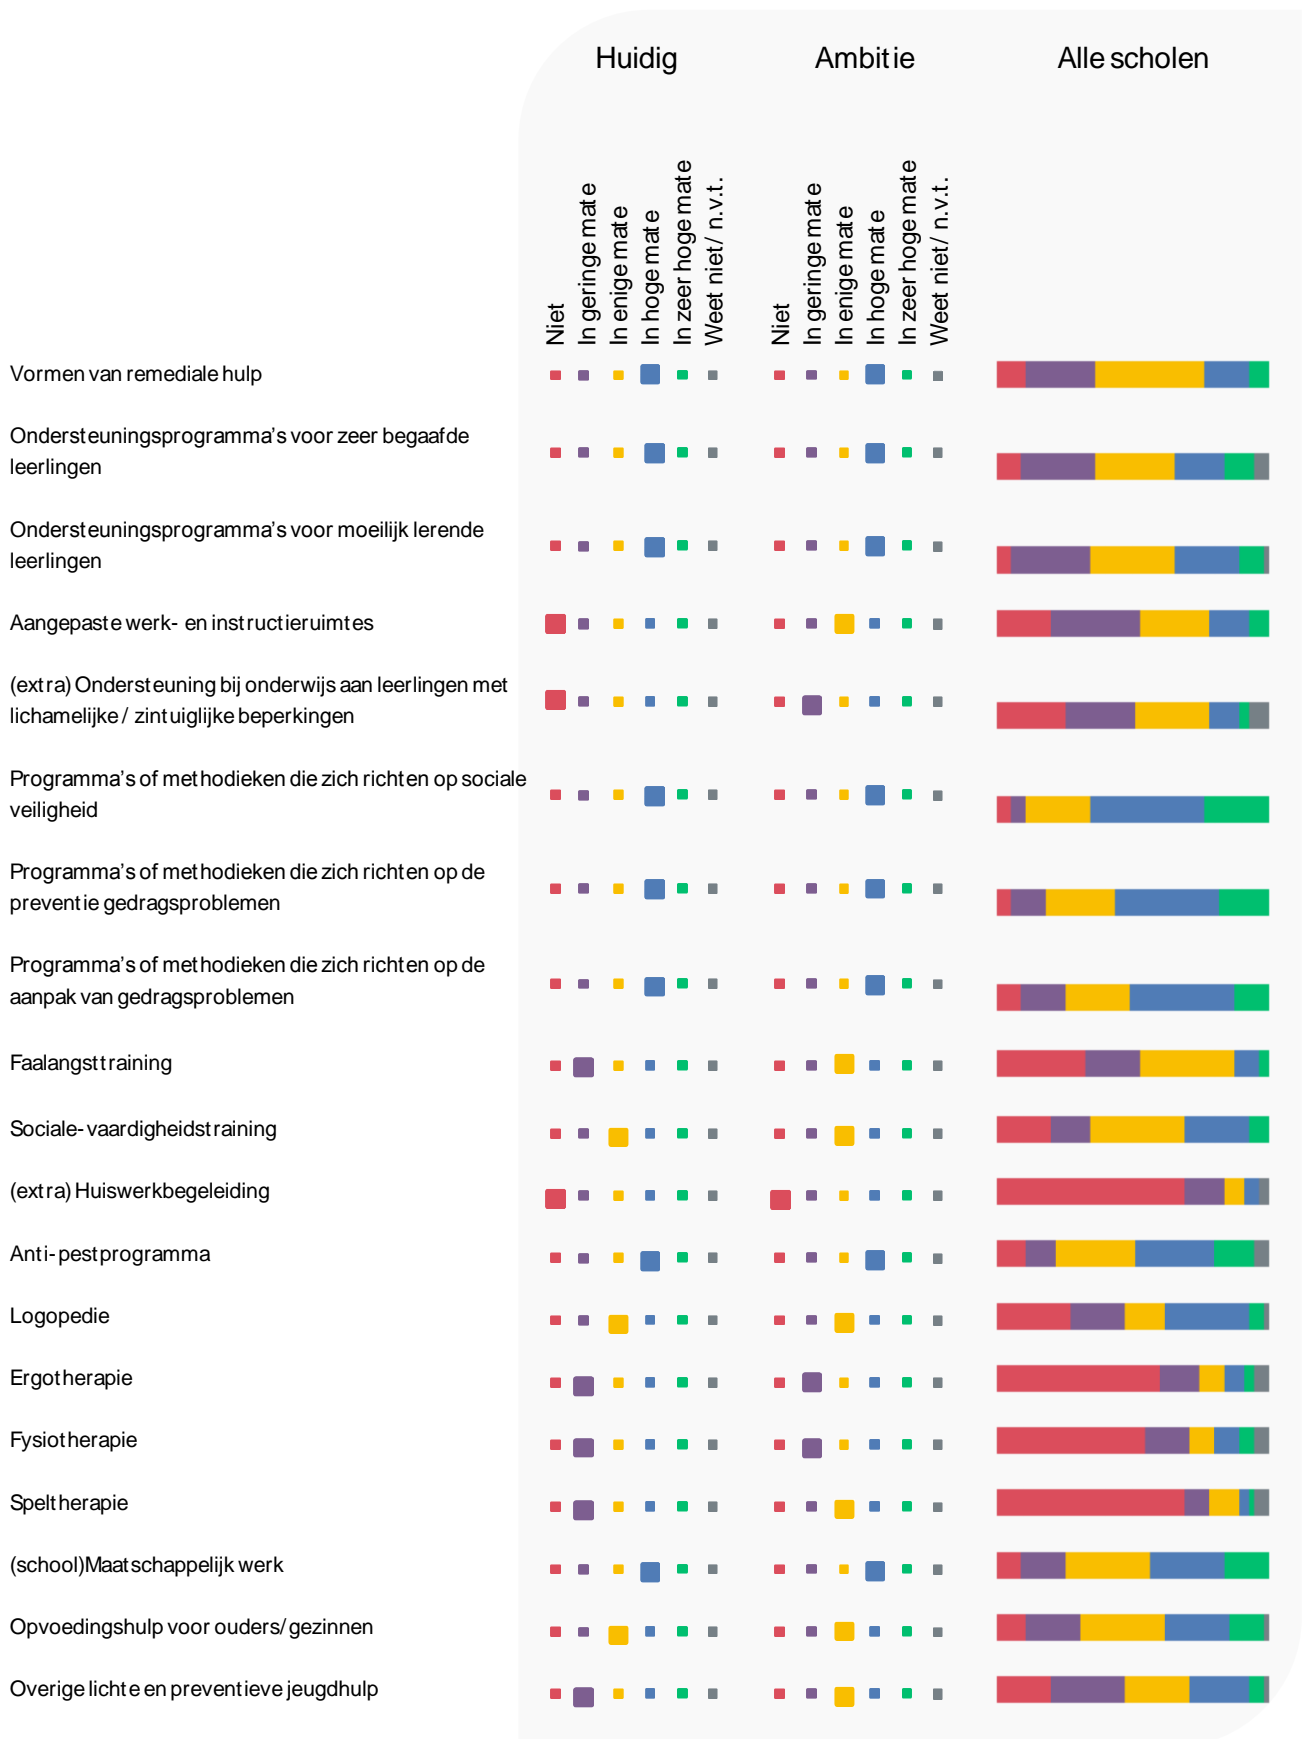 Huidig
Ambitie
Alle scholen
Niet
In geringe mate
In enige mate
In hoge mate
In zeer hoge mate
Weet niet/ n.v.t.
Niet
In geringe mate
In enige mate
In hoge mate
In zeer hoge mate
Weet niet/ n.v.t.
Vormen van remediale hulp
Ondersteuningsprogramma's voor zeer begaafde
leerlingen
Ondersteuningsprogramma's voor moeilijk lerende
leerlingen
Aangepaste werk- en instructieruimtes
(extra) Ondersteuning bij onderwijs aan leerlingen met
lichamelijke / zintuiglijke beperkingen
Programma's of methodieken die zich richten op sociale
veiligheid
Programma's of methodieken die zich richten op de
preventie gedragsproblemen
Programma's of methodieken die zich richten op de
aanpak van gedragsproblemen
Faalangsttraining
Sociale-vaardigheidstraining
(extra) Huiswerkbegeleiding
Anti-pestprogramma
Logopedie
Ergotherapie
Fysiotherapie
Speltherapie
(school)Maatschappelijk werk
Opvoedingshulp voor ouders/gezinnen
Overige lichte en preventieve jeugdhulp